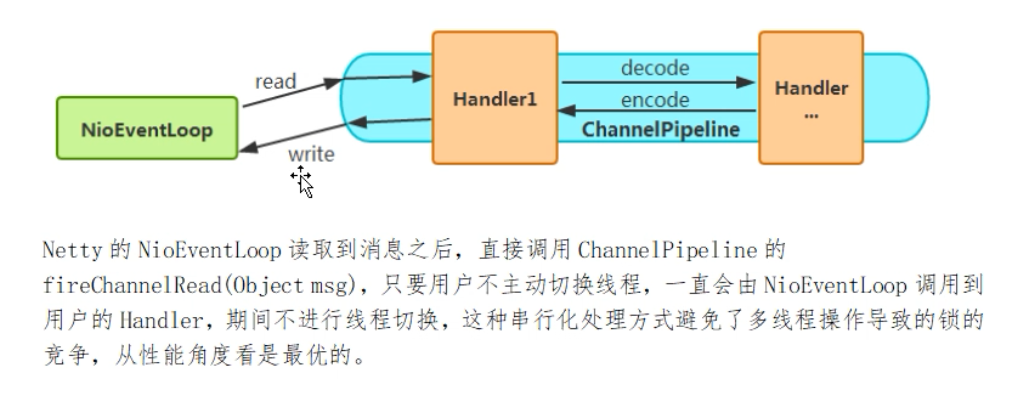 read
decode
Handler1
Handler
...
encode
NioEventLoop
ChannelPipeline
write
Netty 的 NioEventLoop 读取到消息之后，直接调用 ChannelPipeline 的
fireChannelRead(Object msg)，只要用户不主动切换线程，一直会由 NioEventLoop 调用到
用户的 Handler，期间不进行线程切换，这种串行化处理方式避免了多线程操作导致的锁的
竞争，从性能角度看是最优的。